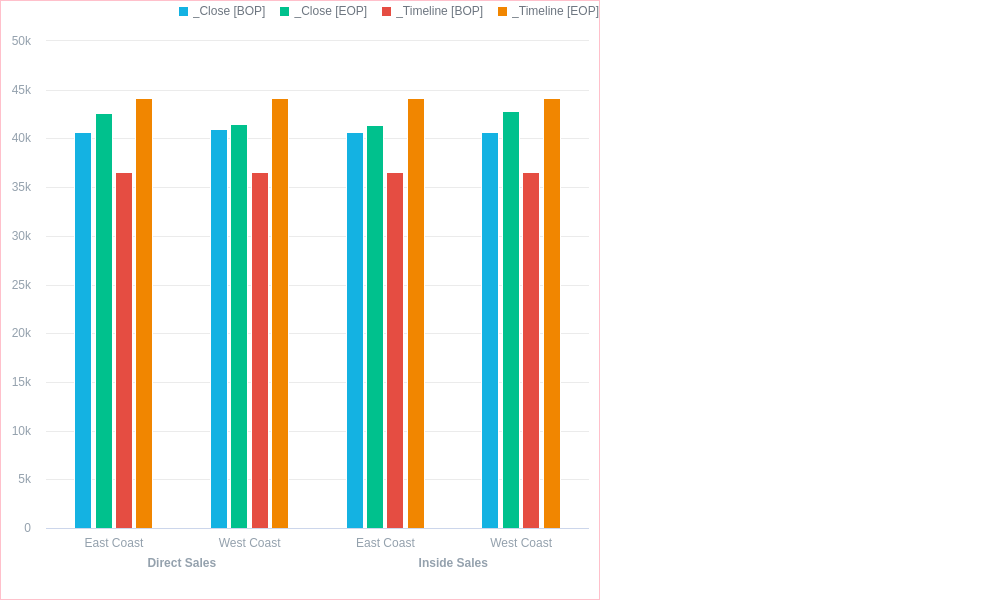 _Close [BOP] _Close [EOP] _Timeline [BOP] _Timeline [EOP]
50k
45k
40k
35k
30k
25k
20k
15k
10k
5k
0
East Coast West Coast East Coast West Coast
Direct Sales Inside Sales